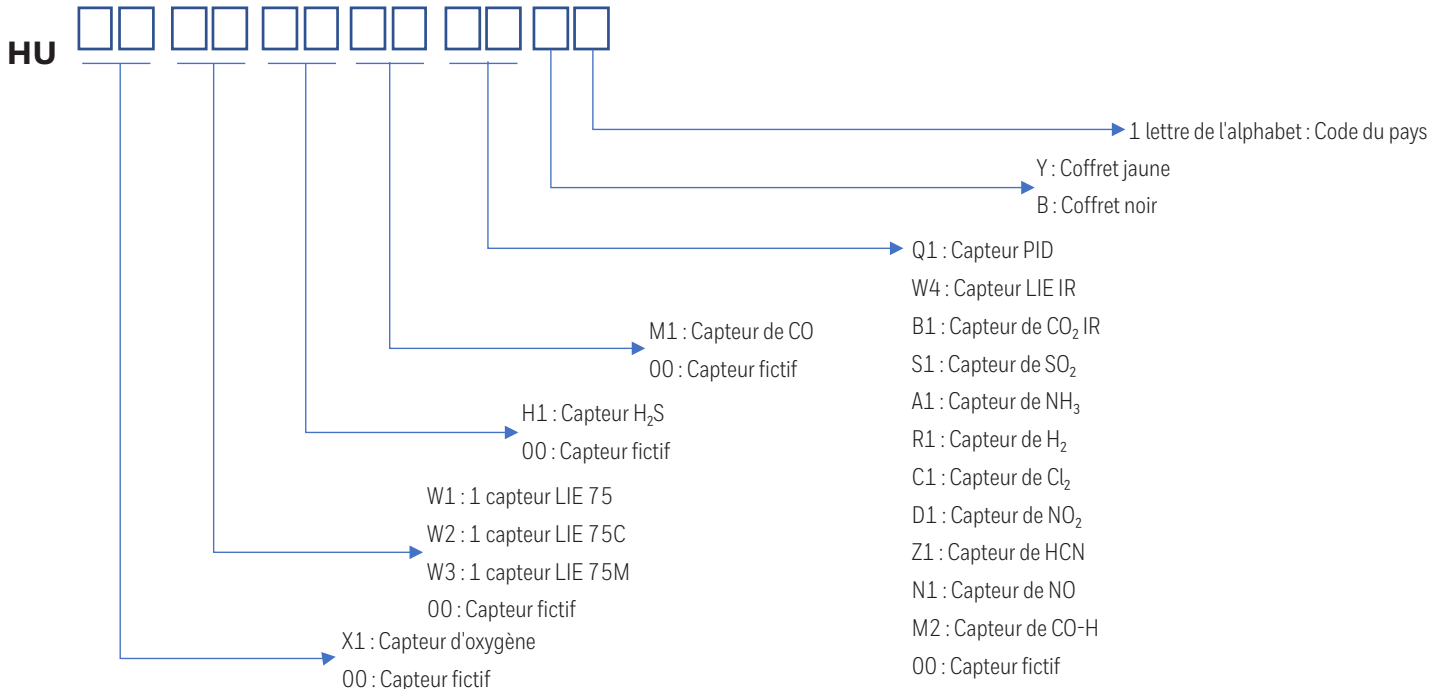 HU
1 lettre de l'alphabet : Code du pays
Y : Coffret jaune
B : Coffret noir
Q1 : Capteur PID
W4 : Capteur LIE IR
B1 : Capteur de CO₂ IR
S1 : Capteur de SO₂
A1 : Capteur de NH₃
R1 : Capteur de H₂
C1 : Capteur de Cl₂
D1 : Capteur de NO₂
Z1 : Capteur de HCN
N1 : Capteur de NO
M2 : Capteur de CO-H
00 : Capteur fictif
M1 : Capteur de CO
00 : Capteur fictif
H1 : Capteur H₂S
00 : Capteur fictif
W1 : 1 capteur LIE 75
W2 : 1 capteur LIE 75C
W3 : 1 capteur LIE 75M
00 : Capteur fictif
X1 : Capteur d'oxygène
00 : Capteur fictif